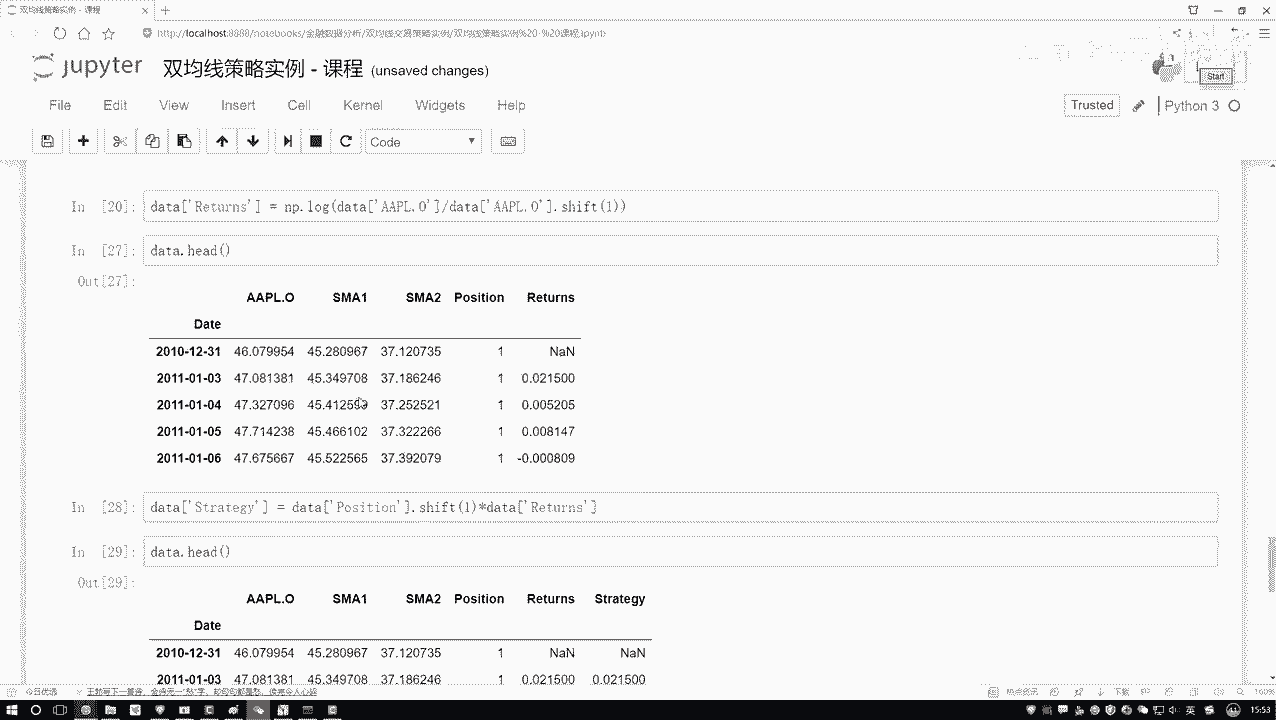 双均线策略实例 - 课程
http://localhost:8888/notebooks/金融数据分析/双均线交易策略实例/双均线策略实例%20-%20课程.ipynb
jupyter 双均线策略实例 - 课程 (unsaved changes)
Start
File Edit View Insert Cell Kernel Widgets Help
Trusted Python 3
Code
In [20]: data['Returns'] = np.log(data['AAPL.O']/data['AAPL.O'].shift(1))
In [27]: data.head()
Out[27]:
AAPL.O SMA1 SMA2 Position Returns
Date
2010-12-31 46.079954 45.280967 37.120735 1 NaN
2011-01-03 47.081381 45.349708 37.186246 1 0.021500
2011-01-04 47.327096 37.252521 1 0.005205
2011-01-05 47.714238 45.466102 37.322266 1 0.008147
2011-01-06 47.675667 45.522565 37.392079 1 -0.000809
In [28]: data['Strategy'] = data['Position'].shift(1)*data['Returns']
In [29]: data.head()
Out[29]:
AAPL.O SMA1 SMA2 Position Returns Strategy
Date
2010-12-31 46.079954 45.280967 37.120735 1 NaN NaN
2011-01-03 47.081381 45.349708 37.186246 1 0.021500 0.021500
今日优选
下载
100%
英
15:53